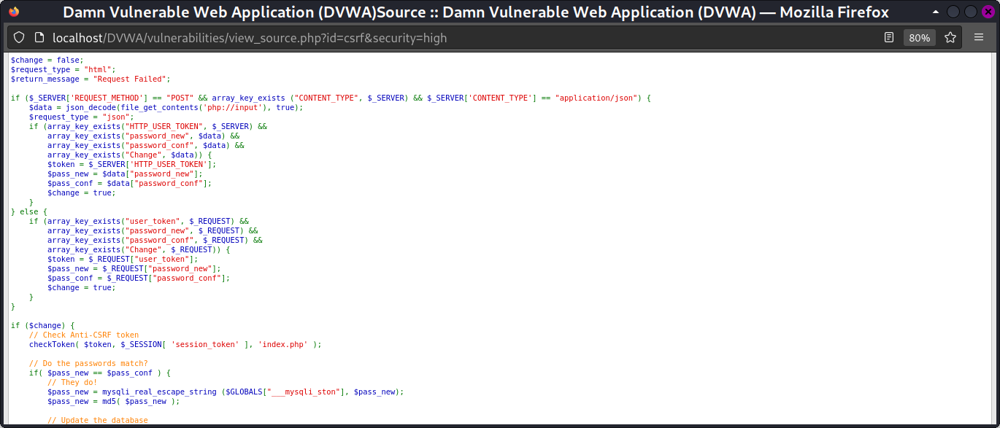 Damn Vulnerable Web Application (DVWA)Source :: Damn Vulnerable Web Application (DVWA) — Mozilla Firefox
localhost/DVWA/vulnerabilities/view_source.php?id=csrf&security=high 80%
$change = false;
$request_type = "html";
$return_message = "Request Failed";

if ($_SERVER['REQUEST_METHOD'] == "POST" && array_key_exists ("CONTENT_TYPE", $_SERVER) && $_SERVER['CONTENT_TYPE'] == "application/json") {
    $data = json_decode(file_get_contents('php://input'), true);
    $request_type = "json";
    if (array_key_exists("HTTP_USER_TOKEN", $_SERVER) &&
        array_key_exists("password_new", $data) &&
        array_key_exists("password_conf", $data) &&
        array_key_exists("Change", $data)) {
        $token = $_SERVER['HTTP_USER_TOKEN'];
        $pass_new = $data["password_new"];
        $pass_conf = $data["password_conf"];
        $change = true;
    }
} else {
    if (array_key_exists("user_token", $_REQUEST) &&
        array_key_exists("password_new", $_REQUEST) &&
        array_key_exists("password_conf", $_REQUEST) &&
        array_key_exists("Change", $_REQUEST)) {
        $token = $_REQUEST["user_token"];
        $pass_new = $_REQUEST["password_new"];
        $pass_conf = $_REQUEST["password_conf"];
        $change = true;
    }
}

if ($change) {
    // Check Anti-CSRF token
    checkToken( $token, $_SESSION[ 'session_token' ], 'index.php' );

    // Do the passwords match?
    if( $pass_new == $pass_conf ) {
        // They do!
        $pass_new = mysqli_real_escape_string ($GLOBALS["___mysqli_ston"], $pass_new);
        $pass_new = md5( $pass_new );

        // Update the database